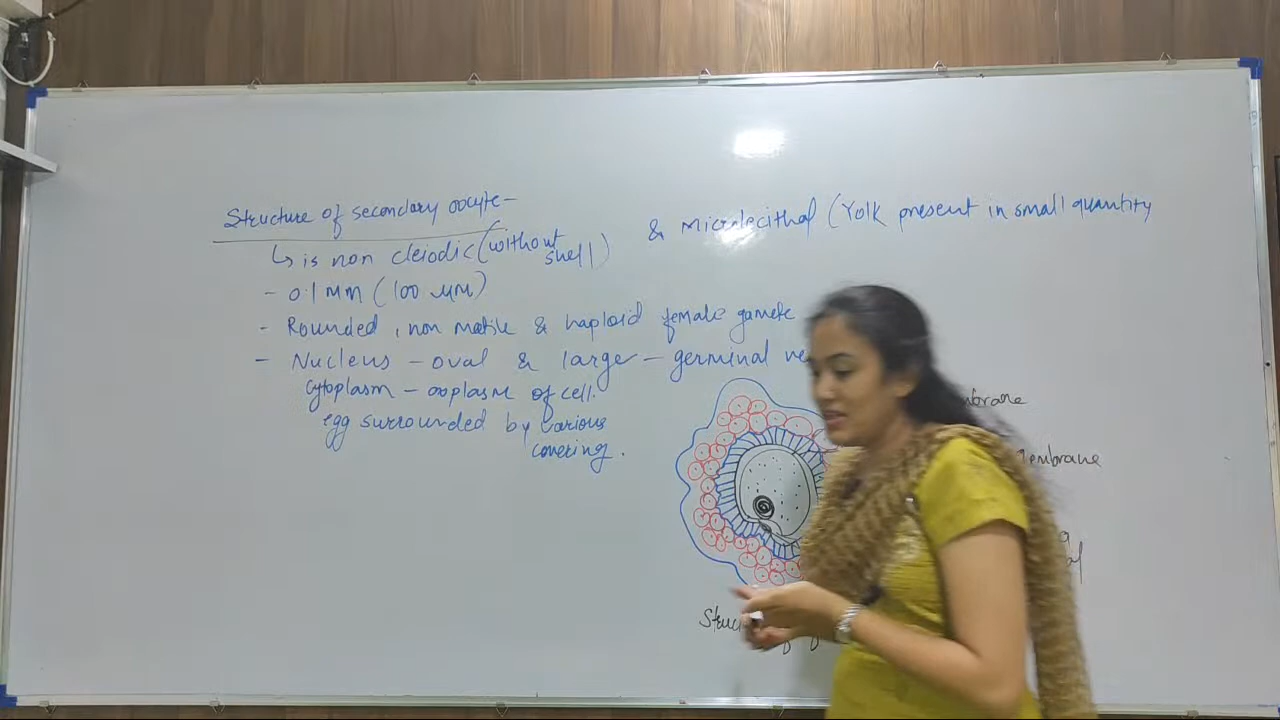 Structure of secondary oocyte-
↳ is non cleiodic (without shell) & microlecithal (Yolk present in small quantity
- 0.1 mm (100 μm)
- Rounded, non motile & haploid female gamete
- Nucleus - oval & large - germinal ve
Cytoplasm - ooplasm of cell.
egg surrounded by various
covering.
mbrane
membrane
Struc